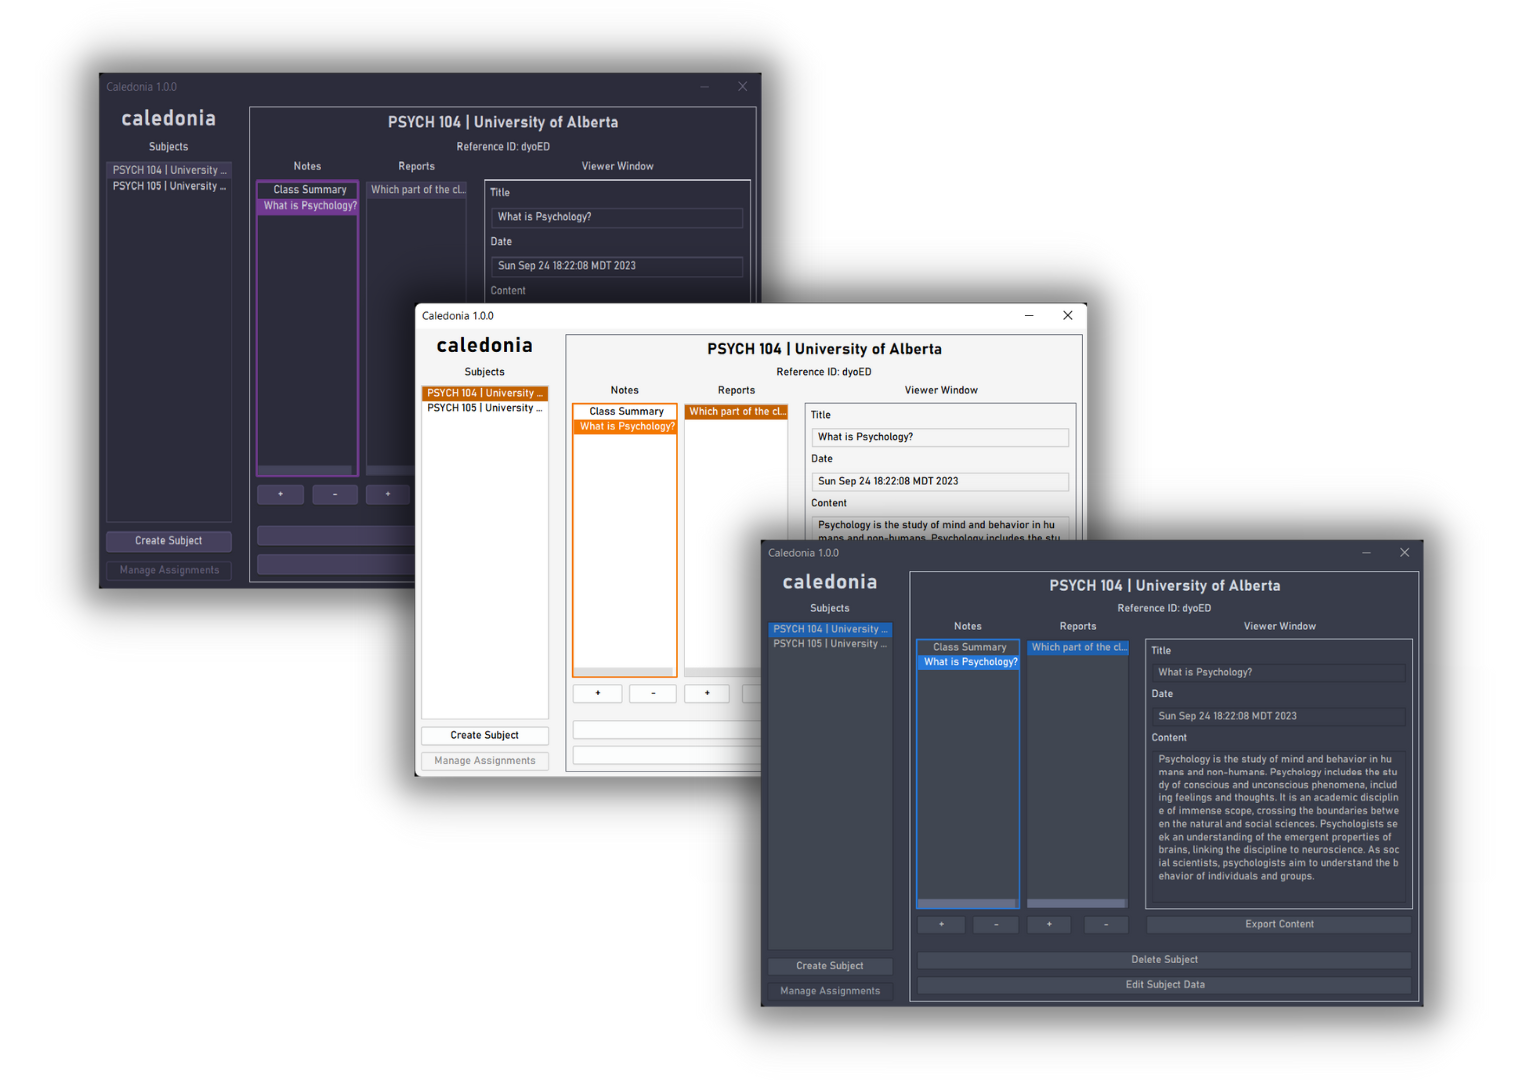 Caledonia 1.0.0
caledonia
Subjects
PSYCH 104 | University ...
PSYCH 105 | University ...
Create Subject
Manage Assignments
PSYCH 104 | University of Alberta
Reference ID: dyoED
Notes
Reports
Viewer Window
Class Summary
What is Psychology?
Which part of the cl...
+
-
+
Title
What is Psychology?
Date
Sun Sep 24 18:22:08 MDT 2023
Content
Caledonia 1.0.0
caledonia
Subjects
PSYCH 104 | University ...
PSYCH 105 | University ...
Create Subject
Manage Assignments
PSYCH 104 | University of Alberta
Reference ID: dyoED
Notes
Reports
Viewer Window
Class Summary
What is Psychology?
Which part of the cl...
+
-
+
Title
What is Psychology?
Date
Sun Sep 24 18:22:08 MDT 2023
Content
Psychology is the study of mind and behavior in hu
mans and non-humans. Psychology includes the stu
Caledonia 1.0.0
caledonia
Subjects
PSYCH 104 | University ...
PSYCH 105 | University ...
Create Subject
Manage Assignments
PSYCH 104 | University of Alberta
Reference ID: dyoED
Notes
Reports
Viewer Window
Class Summary
What is Psychology?
Which part of the cl...
+
-
+
-
Title
What is Psychology?
Date
Sun Sep 24 18:22:08 MDT 2023
Content
Psychology is the study of mind and behavior in hu
mans and non-humans. Psychology includes the stu
dy of conscious and unconscious phenomena, includ
ing feelings and thoughts. It is an academic disciplin
e of immense scope, crossing the boundaries betwe
en the natural and social sciences. Psychologists se
ek an understanding of the emergent properties of
brains, linking the discipline to neuroscience. As soc
ial scientists, psychologists aim to understand the b
ehavior of individuals and groups.
Export Content
Delete Subject
Edit Subject Data